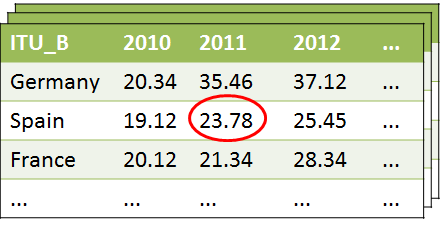 ITU_B 2010 2011 2012 ...
Germany 20.34 35.46 37.12 ...
Spain 19.12 23.78 25.45 ...
France 20.12 21.34 28.34 ...
... ... ... ... ...